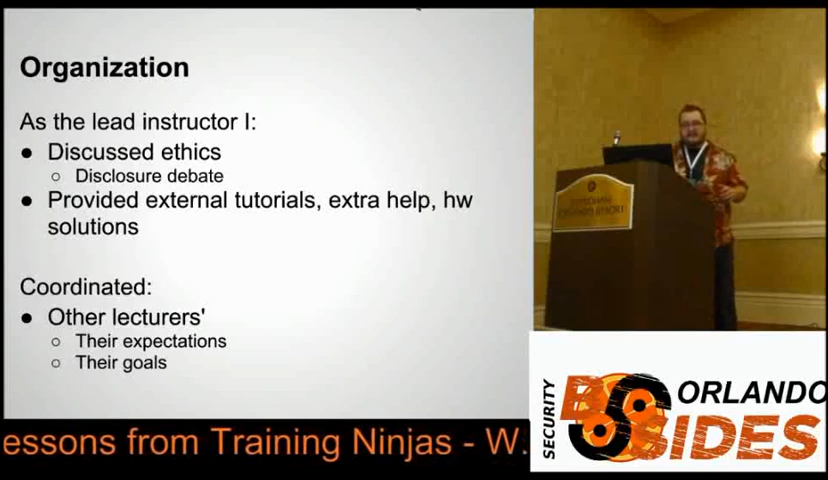 Organization
As the lead instructor I:
● Discussed ethics
○ Disclosure debate
● Provided external tutorials, extra help, hw
solutions
Coordinated:
● Other lecturers'
○ Their expectations
○ Their goals
essons from Training Ninjas - W.
SECURITY
BSIDES
ORLANDO